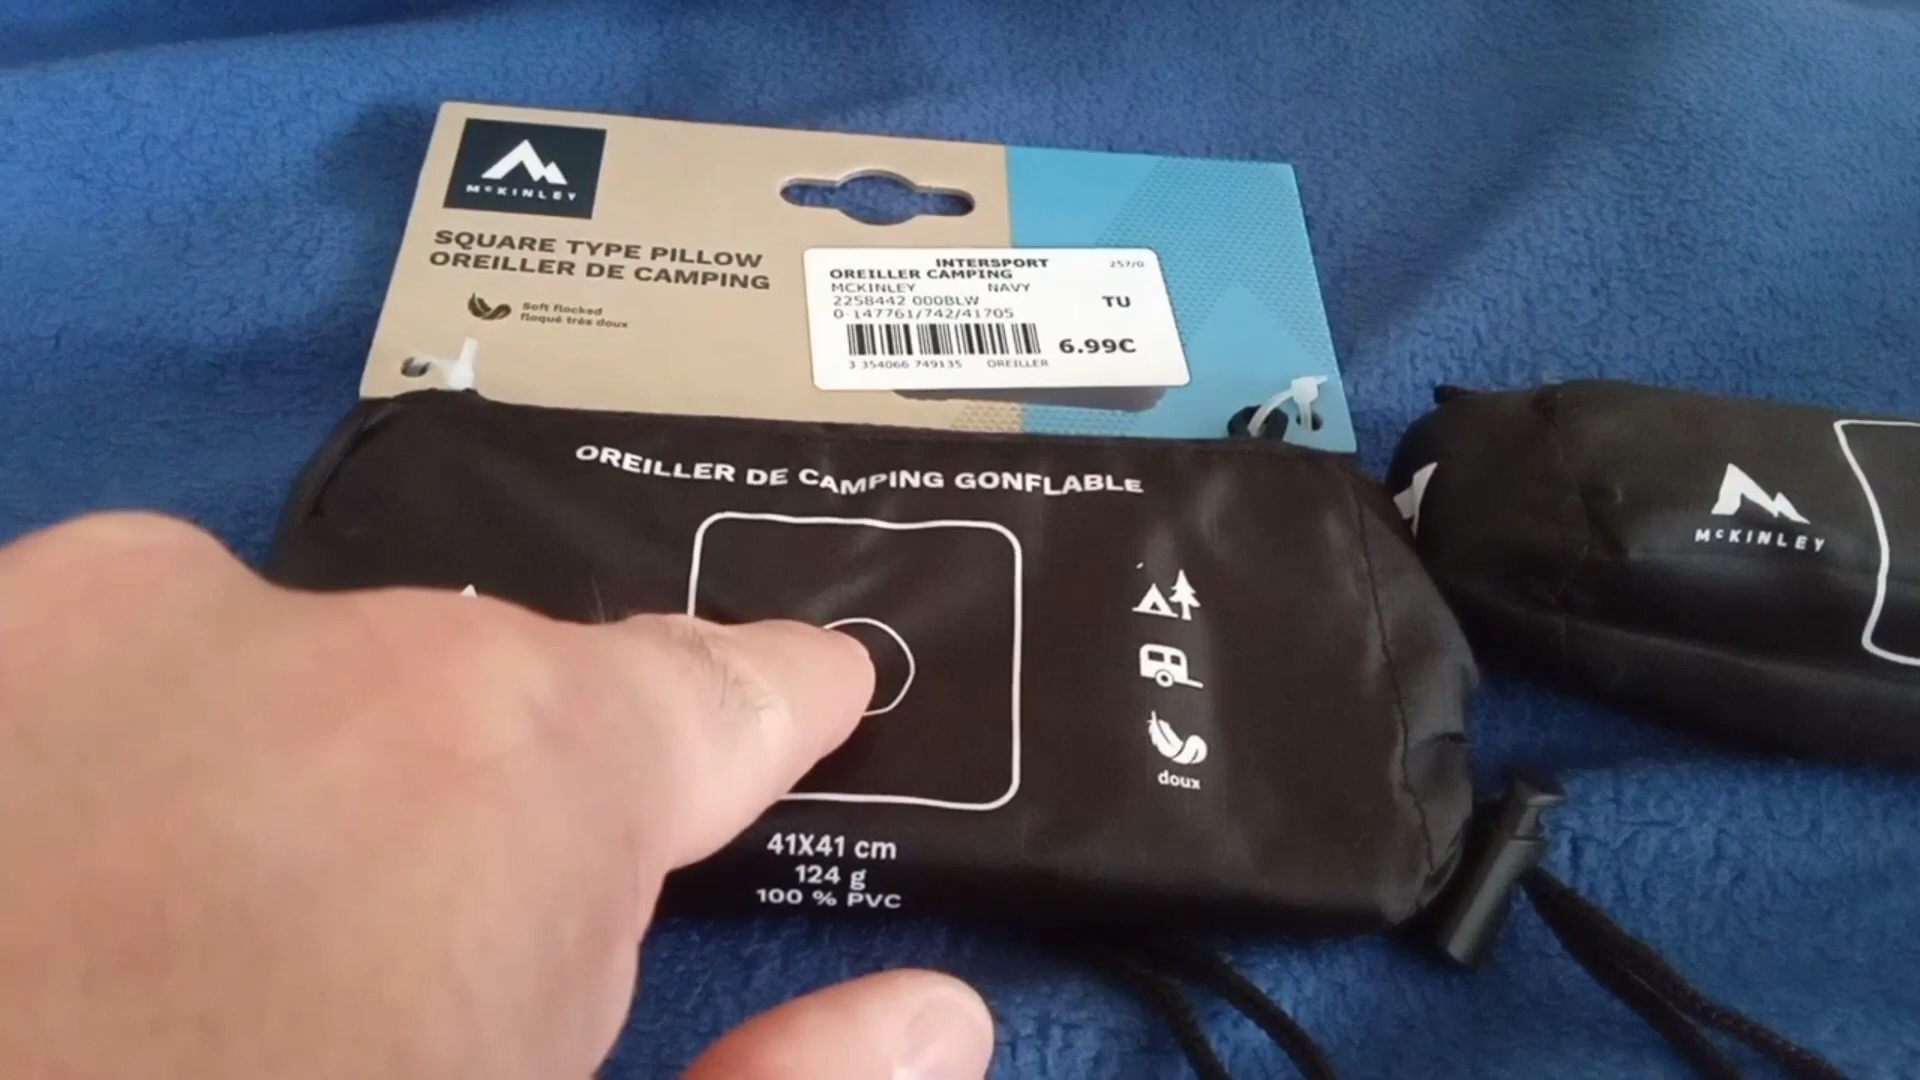 McKINLEY
SQUARE TYPE PILLOW
OREILLER DE CAMPING
Soft flocked
floqué très doux
INTERSPORT 257/0
OREILLER CAMPING
MCKINLEY NAVY
2258442 000BLW TU
0-147761/742/41705
6.99€
3 354066 749135 OREILLER
OREILLER DE CAMPING GONFLABLE
doux
41X41 cm
124 g
100 % PVC
McKINLEY